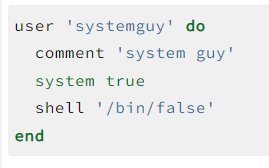 user 'systemguy' do
  comment 'system guy'
  system true
  shell '/bin/false'
end